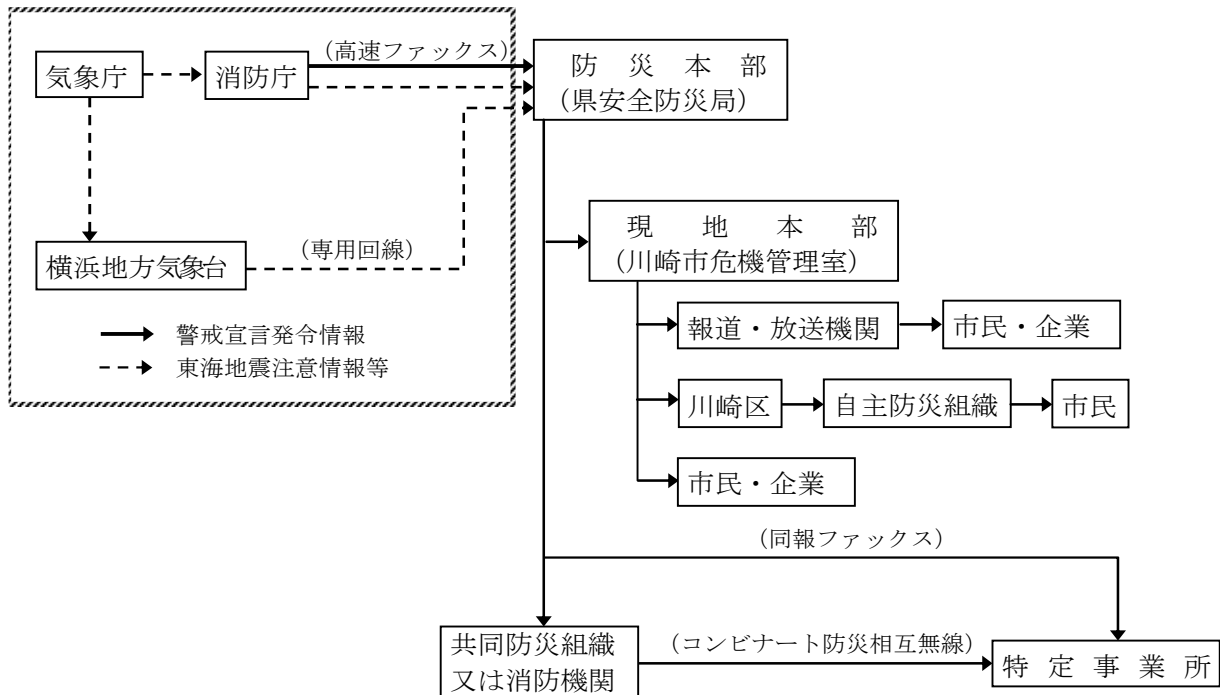 （高速ファックス）
気象庁
消防庁
防災本部
（県安全防災局）
現地本部
（川崎市危機管理室）
（専用回線）
横浜地方気象台
警戒宣言発令情報
東海地震注意情報等
報道・放送機関
市民・企業
川崎区
自主防災組織
市民
市民・企業
（同報ファックス）
共同防災組織
又は消防機関
（コンビナート防災相互無線）
特定事業所